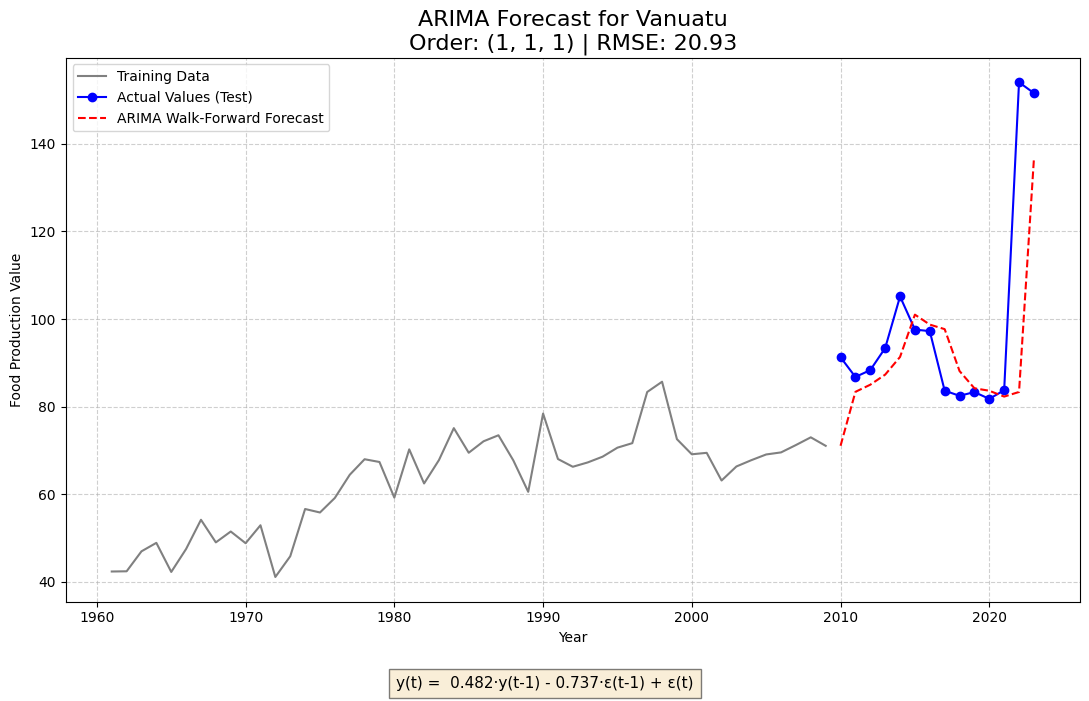 ARIMA Forecast for Vanuatu
Order: (1, 1, 1) | RMSE: 20.93
Training Data
Actual Values (Test)
ARIMA Walk-Forward Forecast
Food Production Value
140
120
100
80
60
40
1960 1970 1980 1990 2000 2010 2020
Year
y(t) =  0.482·y(t-1) - 0.737·ε(t-1) + ε(t)